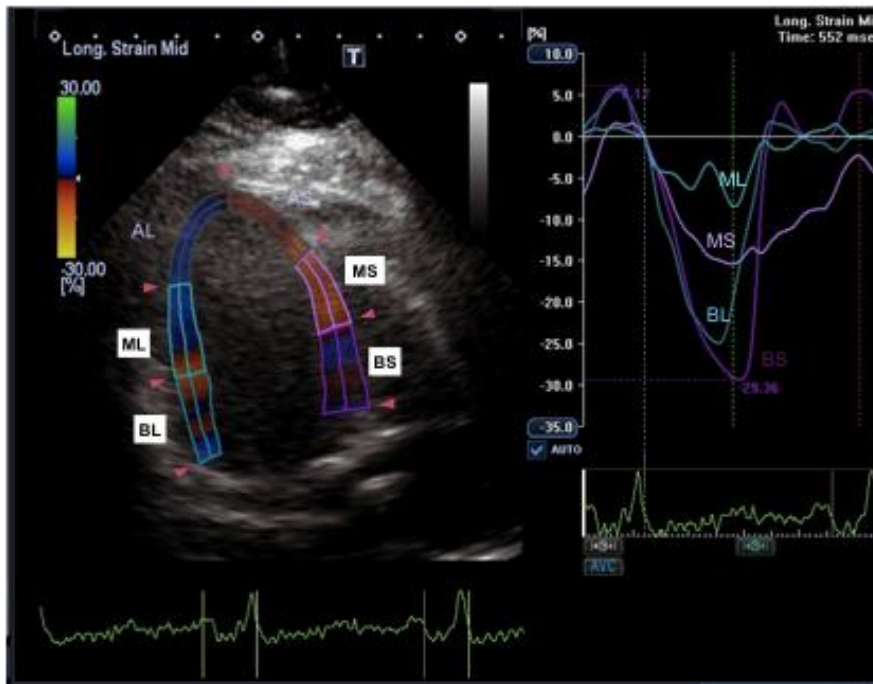 Long. Strain Mid
T
30.00
-30.00
[%]
AL
ML
BL
MS
BS
Long. Strain Mi
Time: 552 mse
[%]
10.0
5.0
0.0
-5.0
-10.0
-15.0
-20.0
-25.0
-30.0
-35.0
ML
MS
BL
BS
-29.36
AUTO
AVC